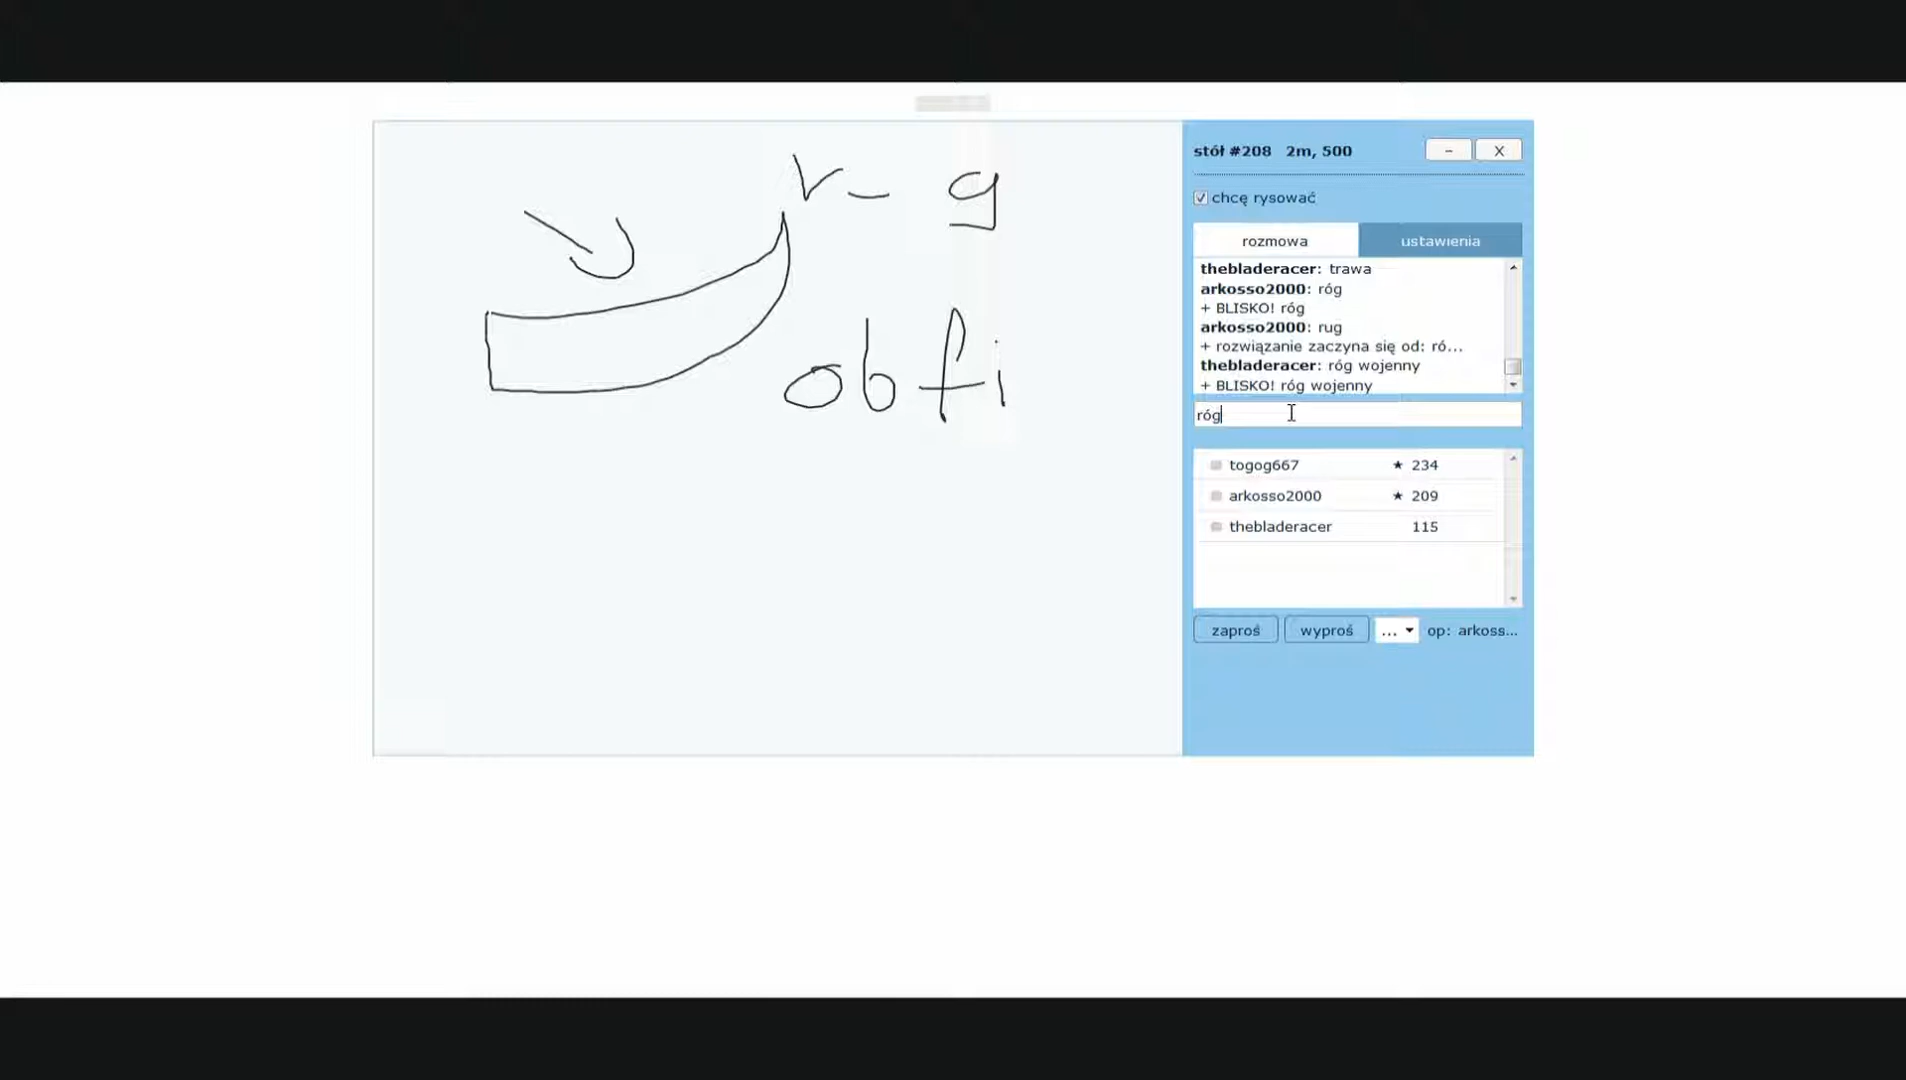 r- g
obfi
stół #208 2m, 500
-
X
chcę rysować
rozmowa
ustawienia
thebladeracer: trawa
arkosso2000: róg
+ BLISKO! róg
arkosso2000: rug
+ rozwiązanie zaczyna się od: ró...
thebladeracer: róg wojenny
+ BLISKO! róg wojenny
róg
togog667 ★ 234
arkosso2000 ★ 209
thebladeracer 115
zaproś
wyproś
...
op: arkoss...